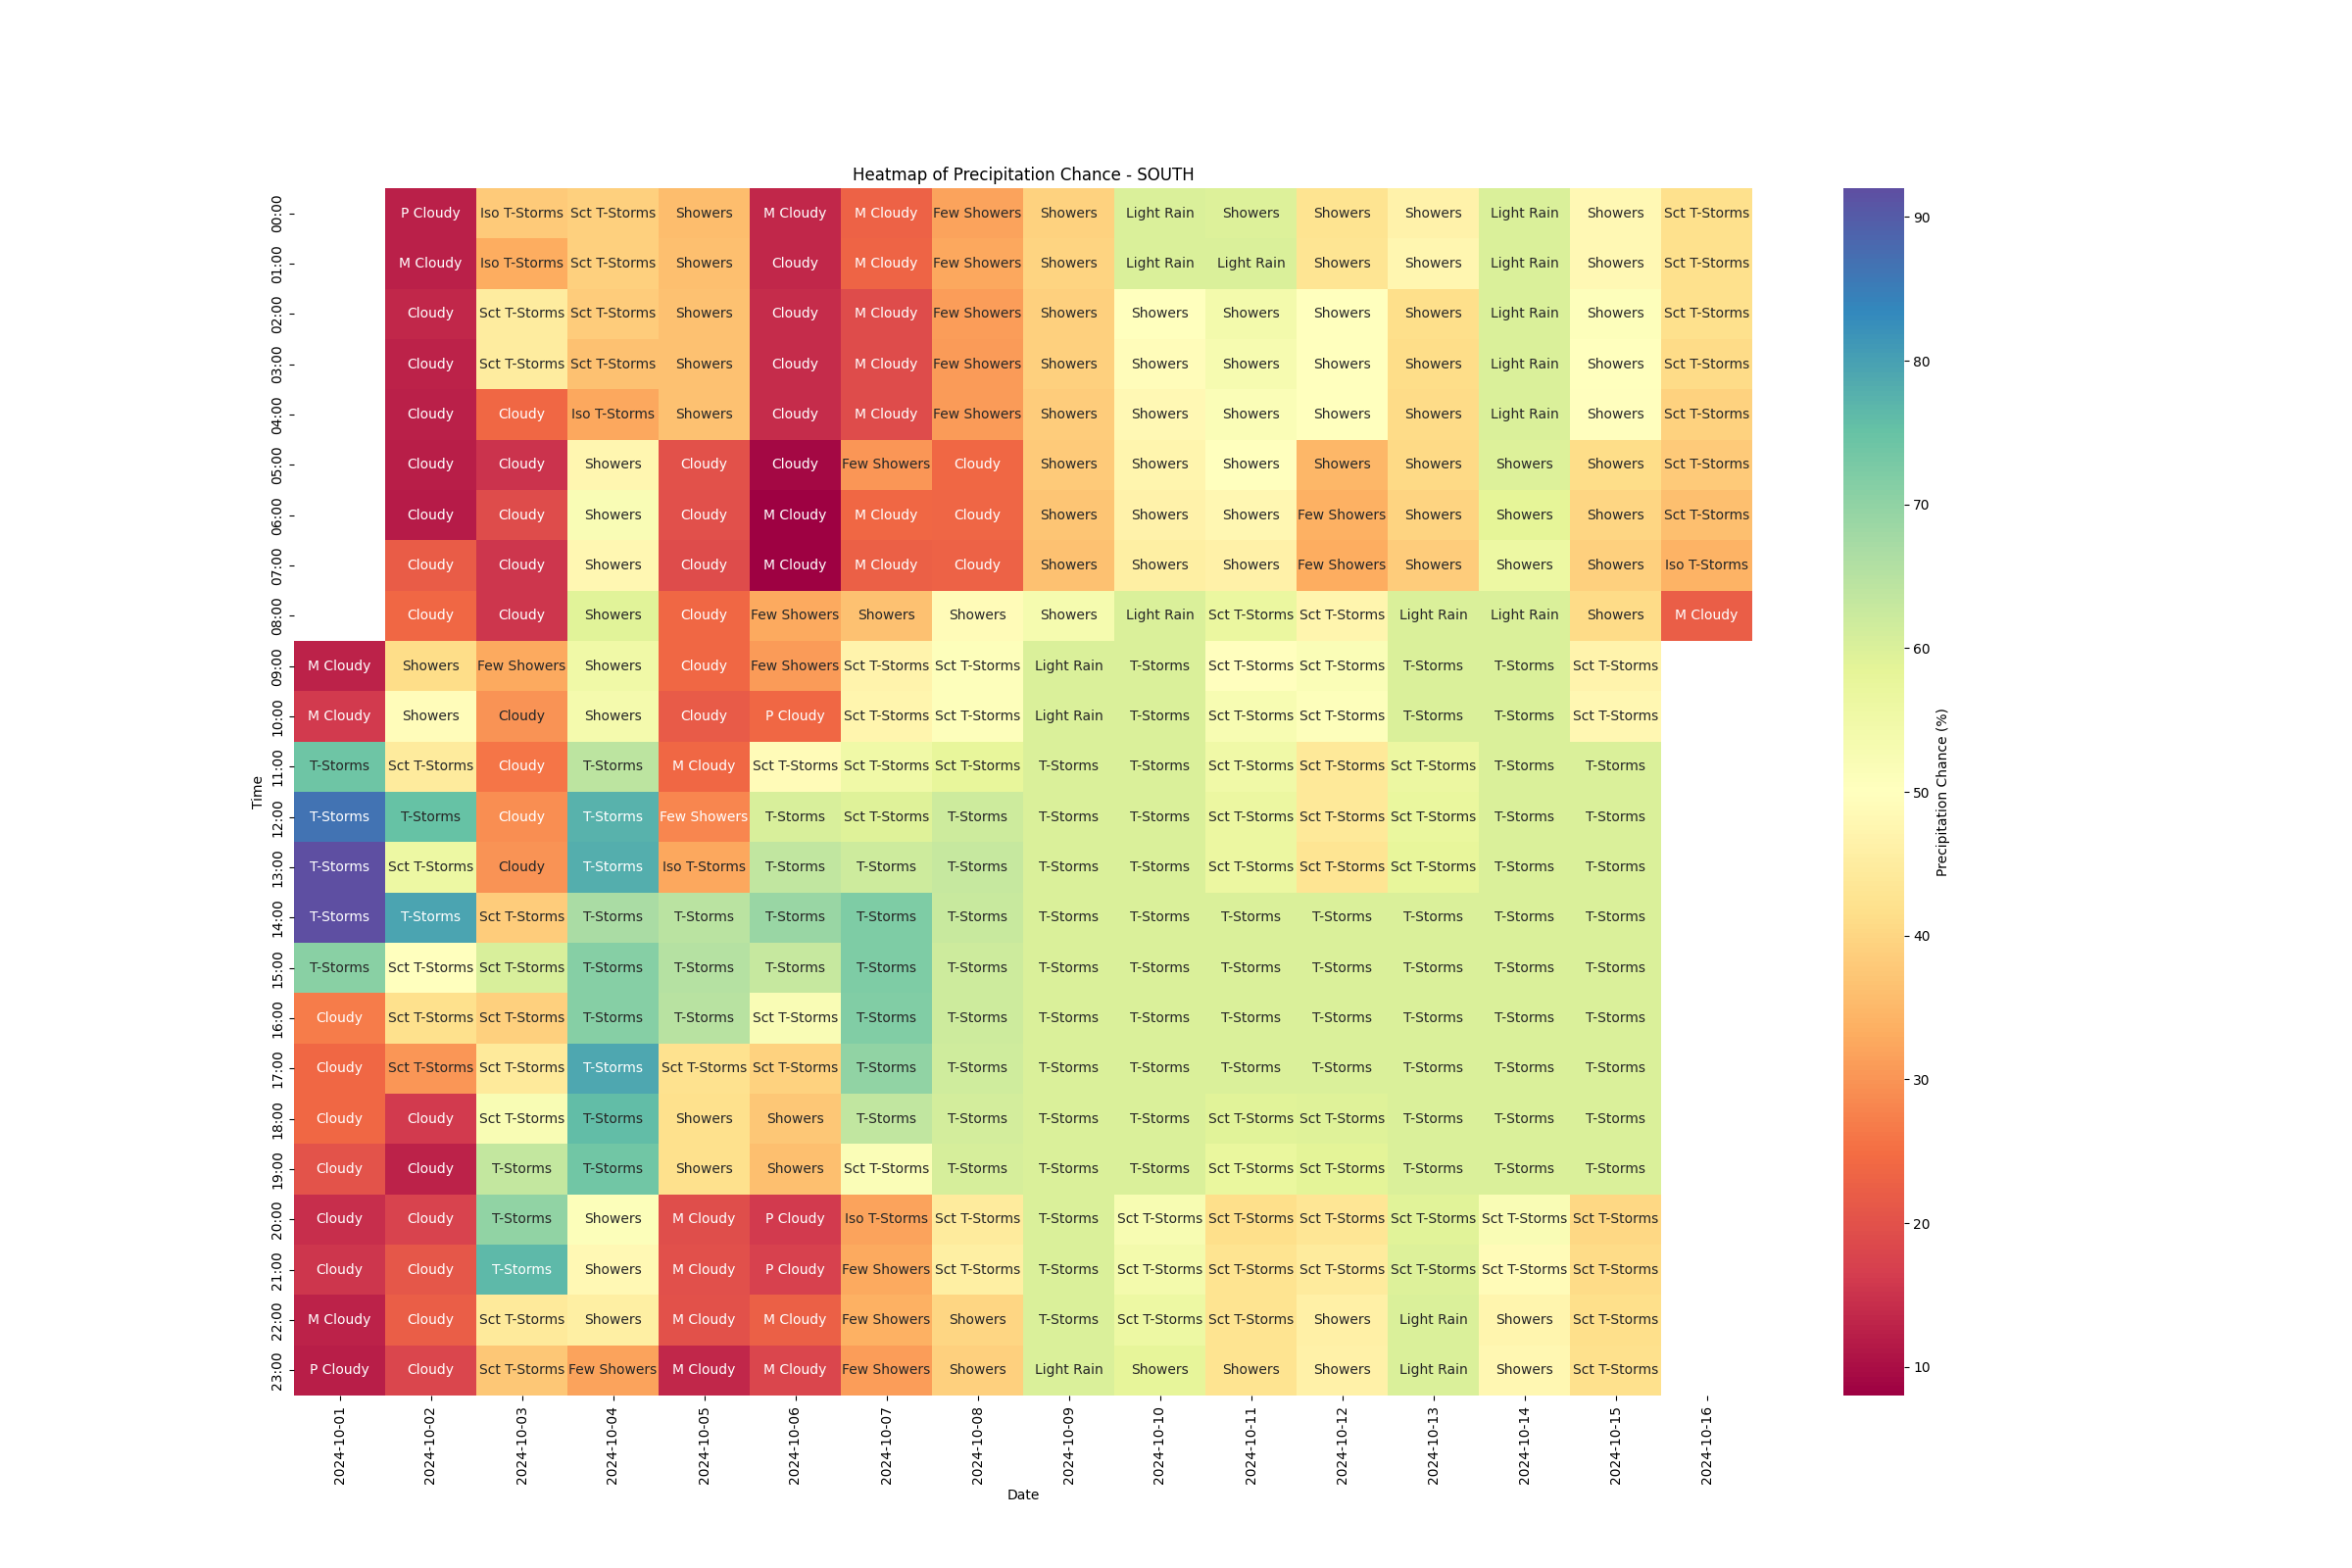 Heatmap of Precipitation Chance - SOUTH
00:00 P Cloudy Iso T-Storms Sct T-Storms Showers M Cloudy M Cloudy Few Showers Showers Light Rain Showers Showers Showers Light Rain Showers Sct T-Storms
01:00 M Cloudy Iso T-Storms Sct T-Storms Showers Cloudy M Cloudy Few Showers Showers Light Rain Light Rain Showers Showers Light Rain Showers Sct T-Storms
02:00 Cloudy Sct T-Storms Sct T-Storms Showers Cloudy M Cloudy Few Showers Showers Showers Showers Showers Showers Light Rain Showers Sct T-Storms
03:00 Cloudy Sct T-Storms Sct T-Storms Showers Cloudy M Cloudy Few Showers Showers Showers Showers Showers Showers Light Rain Showers Sct T-Storms
04:00 Cloudy Cloudy Iso T-Storms Showers Cloudy M Cloudy Few Showers Showers Showers Showers Showers Showers Light Rain Showers Sct T-Storms
05:00 Cloudy Cloudy Showers Cloudy Cloudy Few Showers Cloudy Showers Showers Showers Showers Showers Showers Showers Sct T-Storms
06:00 Cloudy Cloudy Showers Cloudy M Cloudy M Cloudy Cloudy Showers Showers Showers Few Showers Showers Showers Showers Sct T-Storms
07:00 Cloudy Cloudy Showers Cloudy M Cloudy M Cloudy Cloudy Showers Showers Showers Few Showers Showers Showers Showers Iso T-Storms
08:00 Cloudy Cloudy Showers Cloudy Few Showers Showers Showers Showers Light Rain Sct T-Storms Sct T-Storms Light Rain Light Rain Showers M Cloudy
09:00 M Cloudy Showers Few Showers Showers Cloudy Few Showers Sct T-Storms Sct T-Storms Light Rain T-Storms Sct T-Storms Sct T-Storms T-Storms T-Storms Sct T-Storms
10:00 M Cloudy Showers Cloudy Showers Cloudy P Cloudy Sct T-Storms Sct T-Storms Light Rain T-Storms Sct T-Storms Sct T-Storms T-Storms T-Storms Sct T-Storms
11:00 T-Storms Sct T-Storms Cloudy T-Storms M Cloudy Sct T-Storms Sct T-Storms Sct T-Storms T-Storms T-Storms Sct T-Storms Sct T-Storms Sct T-Storms T-Storms T-Storms
12:00 T-Storms T-Storms Cloudy T-Storms Few Showers T-Storms Sct T-Storms T-Storms T-Storms T-Storms Sct T-Storms Sct T-Storms Sct T-Storms T-Storms T-Storms
13:00 T-Storms Sct T-Storms Cloudy T-Storms Iso T-Storms T-Storms T-Storms T-Storms T-Storms T-Storms Sct T-Storms Sct T-Storms Sct T-Storms T-Storms T-Storms
14:00 T-Storms T-Storms Sct T-Storms T-Storms T-Storms T-Storms T-Storms T-Storms T-Storms T-Storms T-Storms T-Storms T-Storms T-Storms T-Storms
15:00 T-Storms Sct T-Storms Sct T-Storms T-Storms T-Storms T-Storms T-Storms T-Storms T-Storms T-Storms T-Storms T-Storms T-Storms T-Storms T-Storms
16:00 Cloudy Sct T-Storms Sct T-Storms T-Storms T-Storms Sct T-Storms T-Storms T-Storms T-Storms T-Storms T-Storms T-Storms T-Storms T-Storms T-Storms
17:00 Cloudy Sct T-Storms Sct T-Storms T-Storms Sct T-Storms Sct T-Storms T-Storms T-Storms T-Storms T-Storms T-Storms T-Storms T-Storms T-Storms T-Storms
18:00 Cloudy Cloudy Sct T-Storms T-Storms Showers Showers T-Storms T-Storms T-Storms T-Storms Sct T-Storms Sct T-Storms T-Storms T-Storms T-Storms
19:00 Cloudy Cloudy T-Storms T-Storms Showers Showers Sct T-Storms T-Storms T-Storms T-Storms Sct T-Storms Sct T-Storms T-Storms T-Storms T-Storms
20:00 Cloudy Cloudy T-Storms Showers M Cloudy P Cloudy Iso T-Storms Sct T-Storms T-Storms Sct T-Storms Sct T-Storms Sct T-Storms Sct T-Storms Sct T-Storms Sct T-Storms
21:00 Cloudy Cloudy T-Storms Showers M Cloudy P Cloudy Few Showers Sct T-Storms T-Storms Sct T-Storms Sct T-Storms Sct T-Storms Sct T-Storms Sct T-Storms Sct T-Storms
22:00 M Cloudy Cloudy Sct T-Storms Showers M Cloudy M Cloudy Few Showers Showers T-Storms Sct T-Storms Sct T-Storms Showers Light Rain Showers Sct T-Storms
23:00 P Cloudy Cloudy Sct T-Storms Few Showers M Cloudy M Cloudy Few Showers Showers Light Rain Showers Showers Showers Light Rain Showers Sct T-Storms
Time
2024-10-01 2024-10-02 2024-10-03 2024-10-04 2024-10-05 2024-10-06 2024-10-07 2024-10-08 2024-10-09 2024-10-10 2024-10-11 2024-10-12 2024-10-13 2024-10-14 2024-10-15 2024-10-16
Date
90
80
70
60
50
40
30
20
10
Precipitation Chance (%)